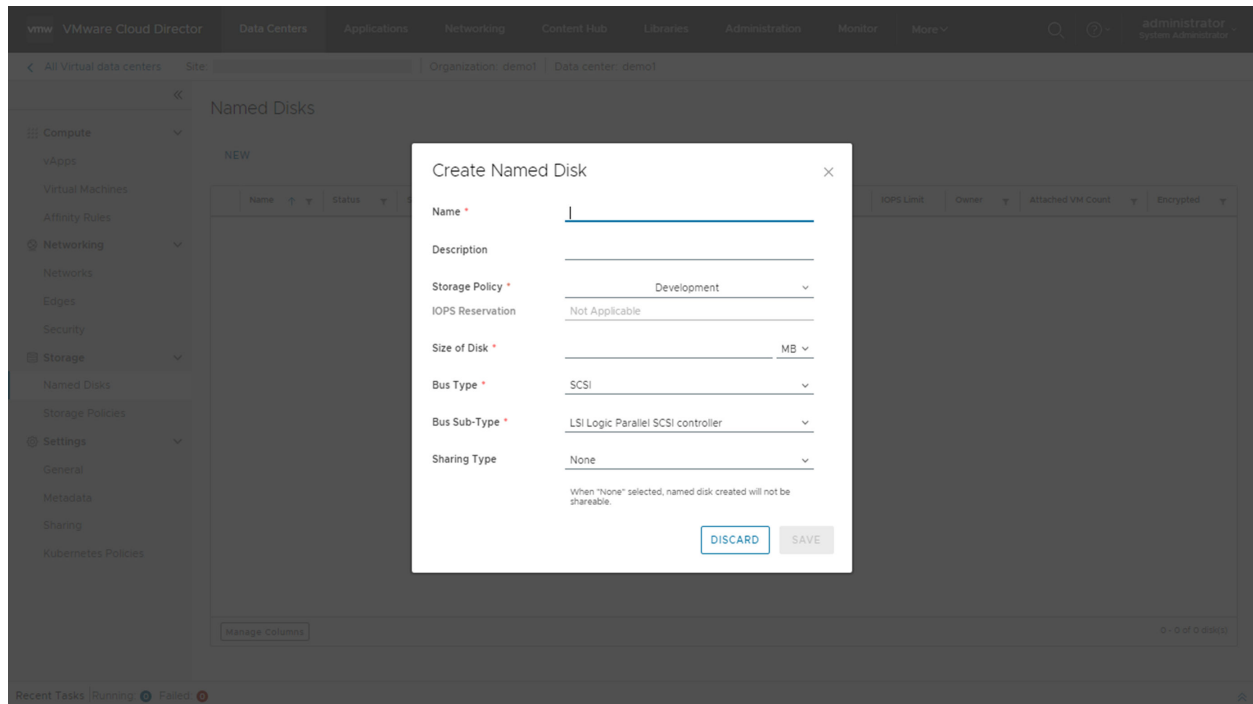 vmw VMware Cloud Director Data Centers Applications Networking Content Hub Libraries Administration Monitor More administrator
System Administrator
All Virtual data centers Site: Organization: demo1 Data center: demo1
Named Disks
Compute
vApps
Virtual Machines
Affinity Rules
Networking
Networks
Edges
Security
Storage
Named Disks
Storage Policies
Settings
General
Metadata
Sharing
Kubernetes Policies
NEW
Name Status S IOPS Limit Owner Attached VM Count Encrypted
Create Named Disk
Name *
Description
Storage Policy * Development
IOPS Reservation Not Applicable
Size of Disk * MB
Bus Type * SCSI
Bus Sub-Type * LSI Logic Parallel SCSI controller
Sharing Type None
When "None" selected, named disk created will not be
shareable.
DISCARD SAVE
Manage Columns 0 - 0 of 0 disk(s)
Recent Tasks Running: 0 Failed: 0